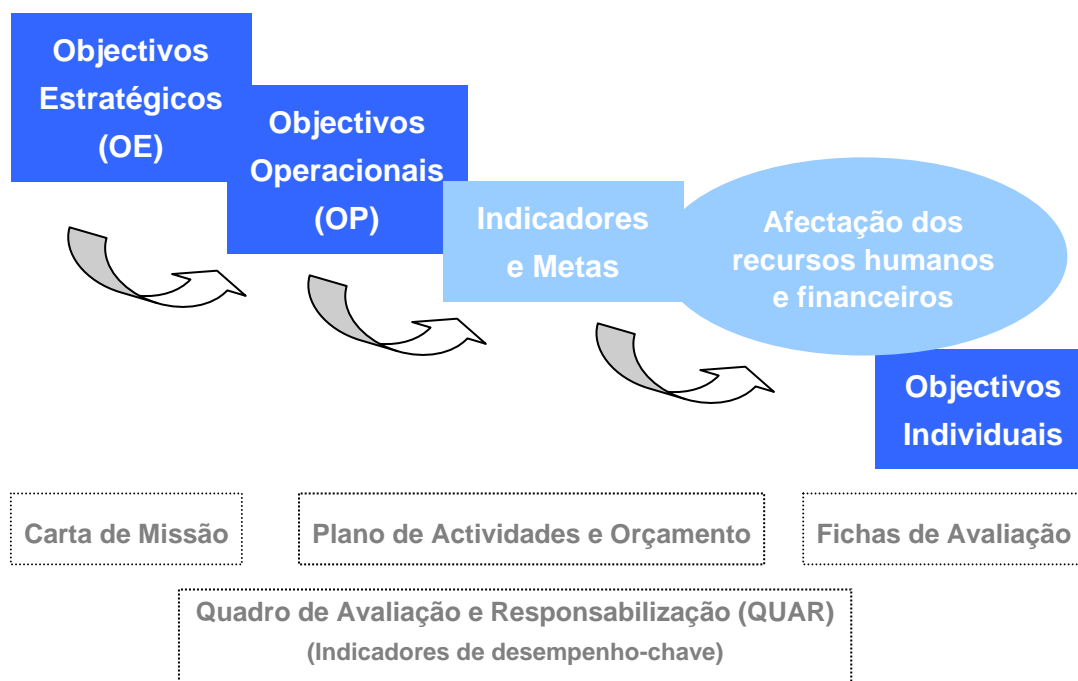 Objectivos
Estratégicos
(OE)
Objectivos
Operacionais
(OP)
Indicadores
e Metas
Afectação dos
recursos humanos
e financeiros
Objectivos
Individuais
Carta de Missão
Plano de Actividades e Orçamento
Fichas de Avaliação
Quadro de Avaliação e Responsabilização (QUAR)
(Indicadores de desempenho-chave)